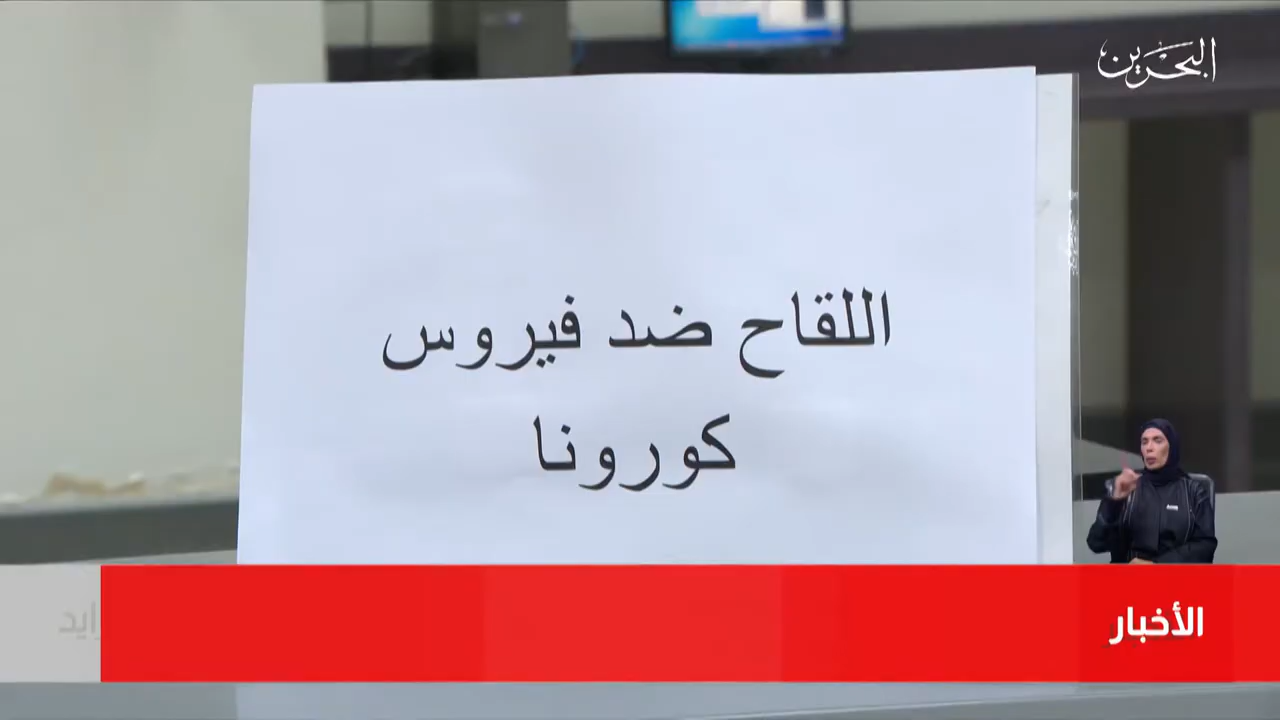 البحرين
اللقاح ضد فيروس
كورونا
الأخبار